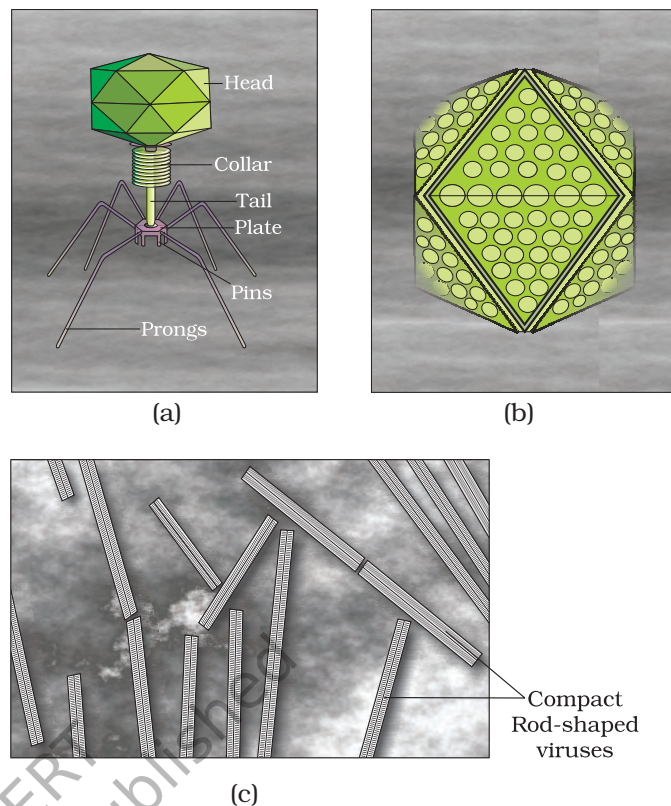 Head
Collar
Tail
Plate
Pins
Prongs
(a)
(b)
Compact
Rod-shaped
viruses
(c)